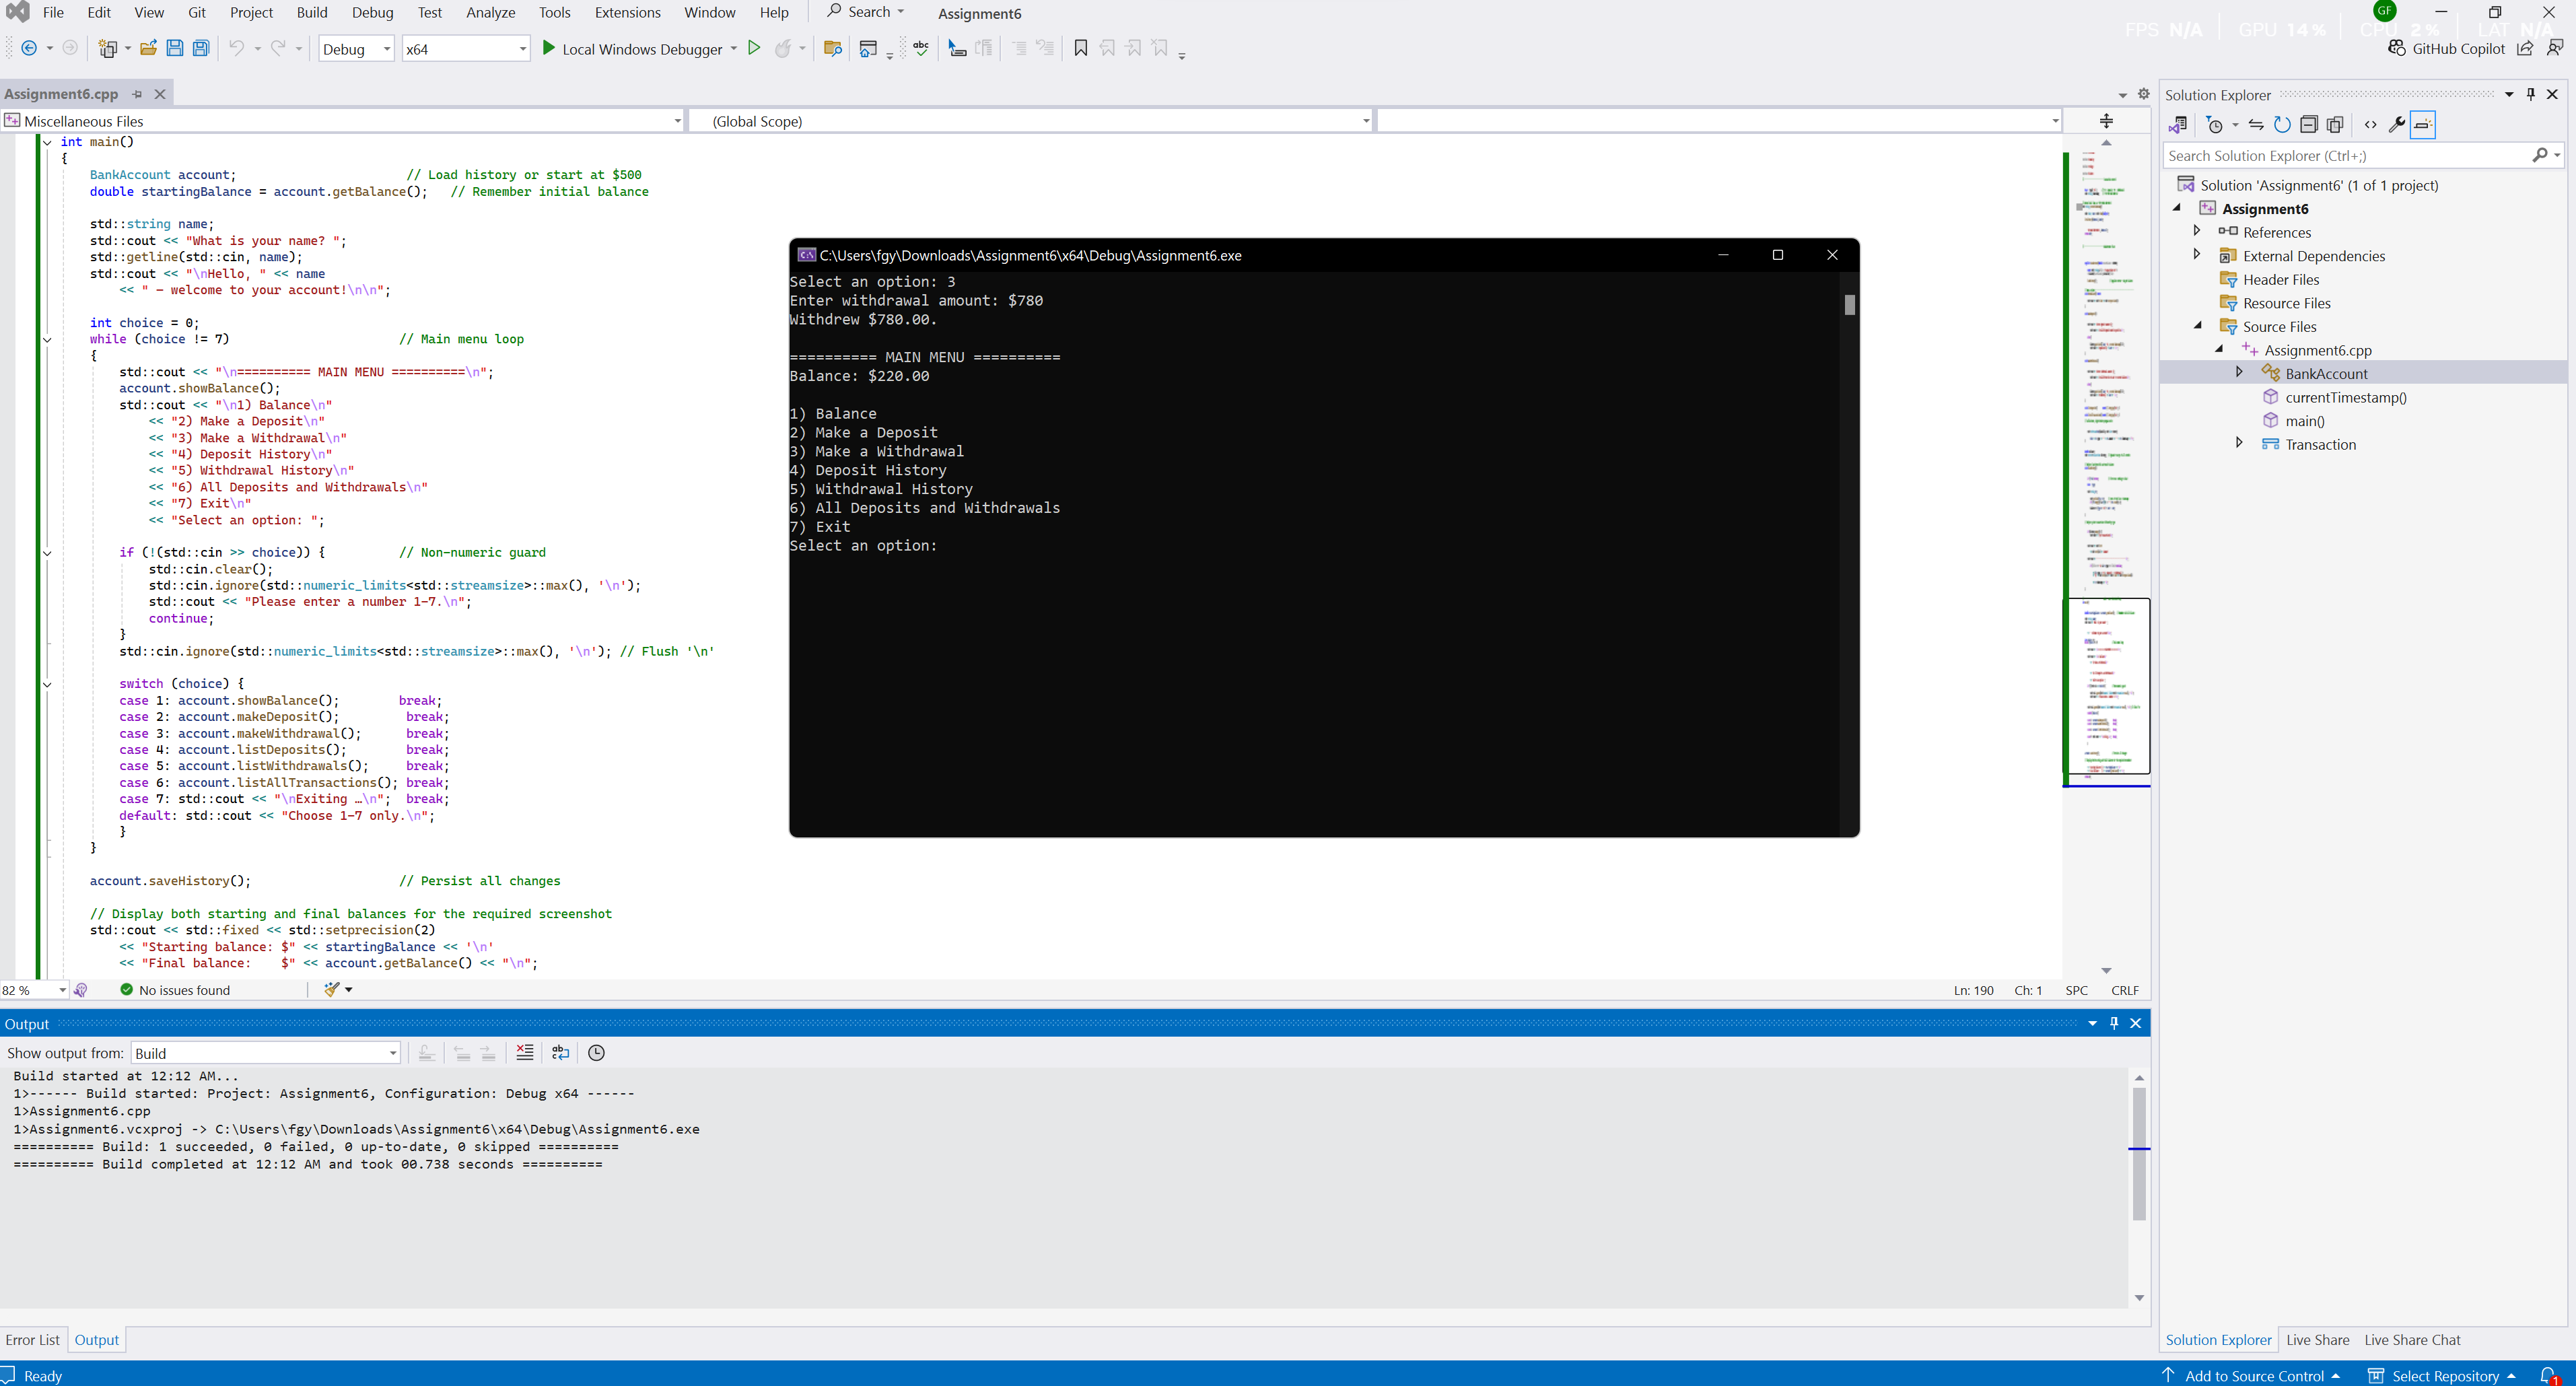 File Edit View Git Project Build Debug Test Analyze Tools Extensions Window Help Search Assignment6 GF
FPS N/A GPU 14% CPU 2% LAT N/A
Debug x64 Local Windows Debugger GitHub Copilot
Assignment6.cpp
Miscellaneous Files (Global Scope)
int main()
{
BankAccount account; // Load history or start at $500
double startingBalance = account.getBalance(); // Remember initial balance
std::string name;
std::cout << "What is your name? ";
std::getline(std::cin, name);
std::cout << "\nHello, " << name
<< " – welcome to your account!\n\n";
int choice = 0;
while (choice != 7) // Main menu loop
{
std::cout << "\n========== MAIN MENU ==========\n";
account.showBalance();
std::cout << "\n1) Balance\n"
<< "2) Make a Deposit\n"
<< "3) Make a Withdrawal\n"
<< "4) Deposit History\n"
<< "5) Withdrawal History\n"
<< "6) All Deposits and Withdrawals\n"
<< "7) Exit\n"
<< "Select an option: ";
if (!(std::cin >> choice)) { // Non-numeric guard
std::cin.clear();
std::cin.ignore(std::numeric_limits<std::streamsize>::max(), '\n');
std::cout << "Please enter a number 1–7.\n";
continue;
}
std::cin.ignore(std::numeric_limits<std::streamsize>::max(), '\n'); // Flush '\n'
switch (choice) {
case 1: account.showBalance(); break;
case 2: account.makeDeposit(); break;
case 3: account.makeWithdrawal(); break;
case 4: account.listDeposits(); break;
case 5: account.listWithdrawals(); break;
case 6: account.listAllTransactions(); break;
case 7: std::cout << "\nExiting …\n"; break;
default: std::cout << "Choose 1–7 only.\n";
}
}
account.saveHistory(); // Persist all changes
// Display both starting and final balances for the required screenshot
std::cout << std::fixed << std::setprecision(2)
<< "Starting balance: $" << startingBalance << '\n'
<< "Final balance: $" << account.getBalance() << "\n";
82 % No issues found Ln: 190 Ch: 1 SPC CRLF
C:\Users\fgy\Downloads\Assignment6\x64\Debug\Assignment6.exe
Select an option: 3
Enter withdrawal amount: $780
Withdrew $780.00.
========== MAIN MENU ==========
Balance: $220.00
1) Balance
2) Make a Deposit
3) Make a Withdrawal
4) Deposit History
5) Withdrawal History
6) All Deposits and Withdrawals
7) Exit
Select an option:
Solution Explorer
Search Solution Explorer (Ctrl+;)
Solution 'Assignment6' (1 of 1 project)
Assignment6
References
External Dependencies
Header Files
Resource Files
Source Files
Assignment6.cpp
BankAccount
currentTimestamp()
main()
Transaction
Output
Show output from: Build
Build started at 12:12 AM...
1>------ Build started: Project: Assignment6, Configuration: Debug x64 ------
1>Assignment6.cpp
1>Assignment6.vcxproj -> C:\Users\fgy\Downloads\Assignment6\x64\Debug\Assignment6.exe
========== Build: 1 succeeded, 0 failed, 0 up-to-date, 0 skipped ==========
========== Build completed at 12:12 AM and took 00.738 seconds ==========
Error List Output
Solution Explorer Live Share Live Share Chat
Ready Add to Source Control Select Repository 1